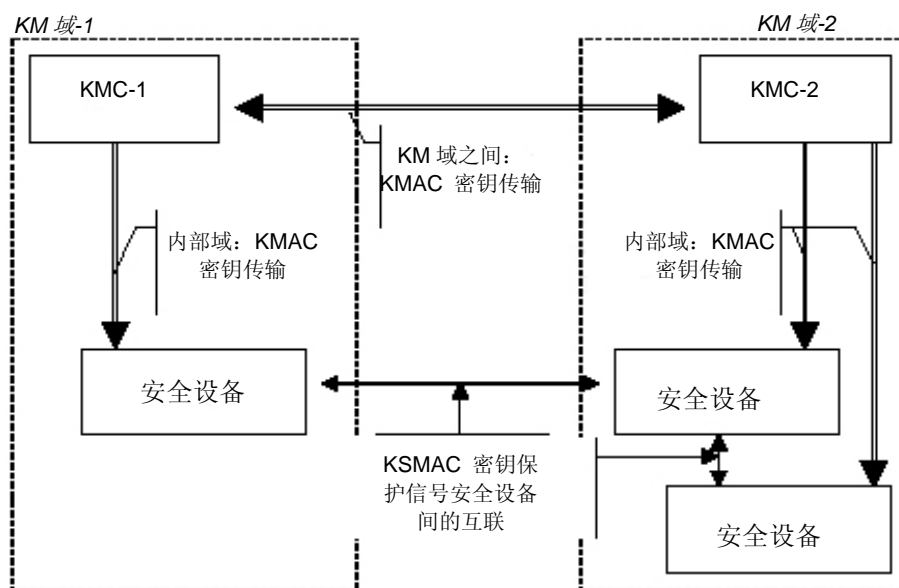 KM 域-1
KM 域-2
KMC-1
KMC-2
KM 域之间：
KMAC 密钥传输
内部域：KMAC
密钥传输
内部域：KMAC
密钥传输
安全设备
安全设备
KSMAC 密钥保
护信号安全设备
间的互联
安全设备